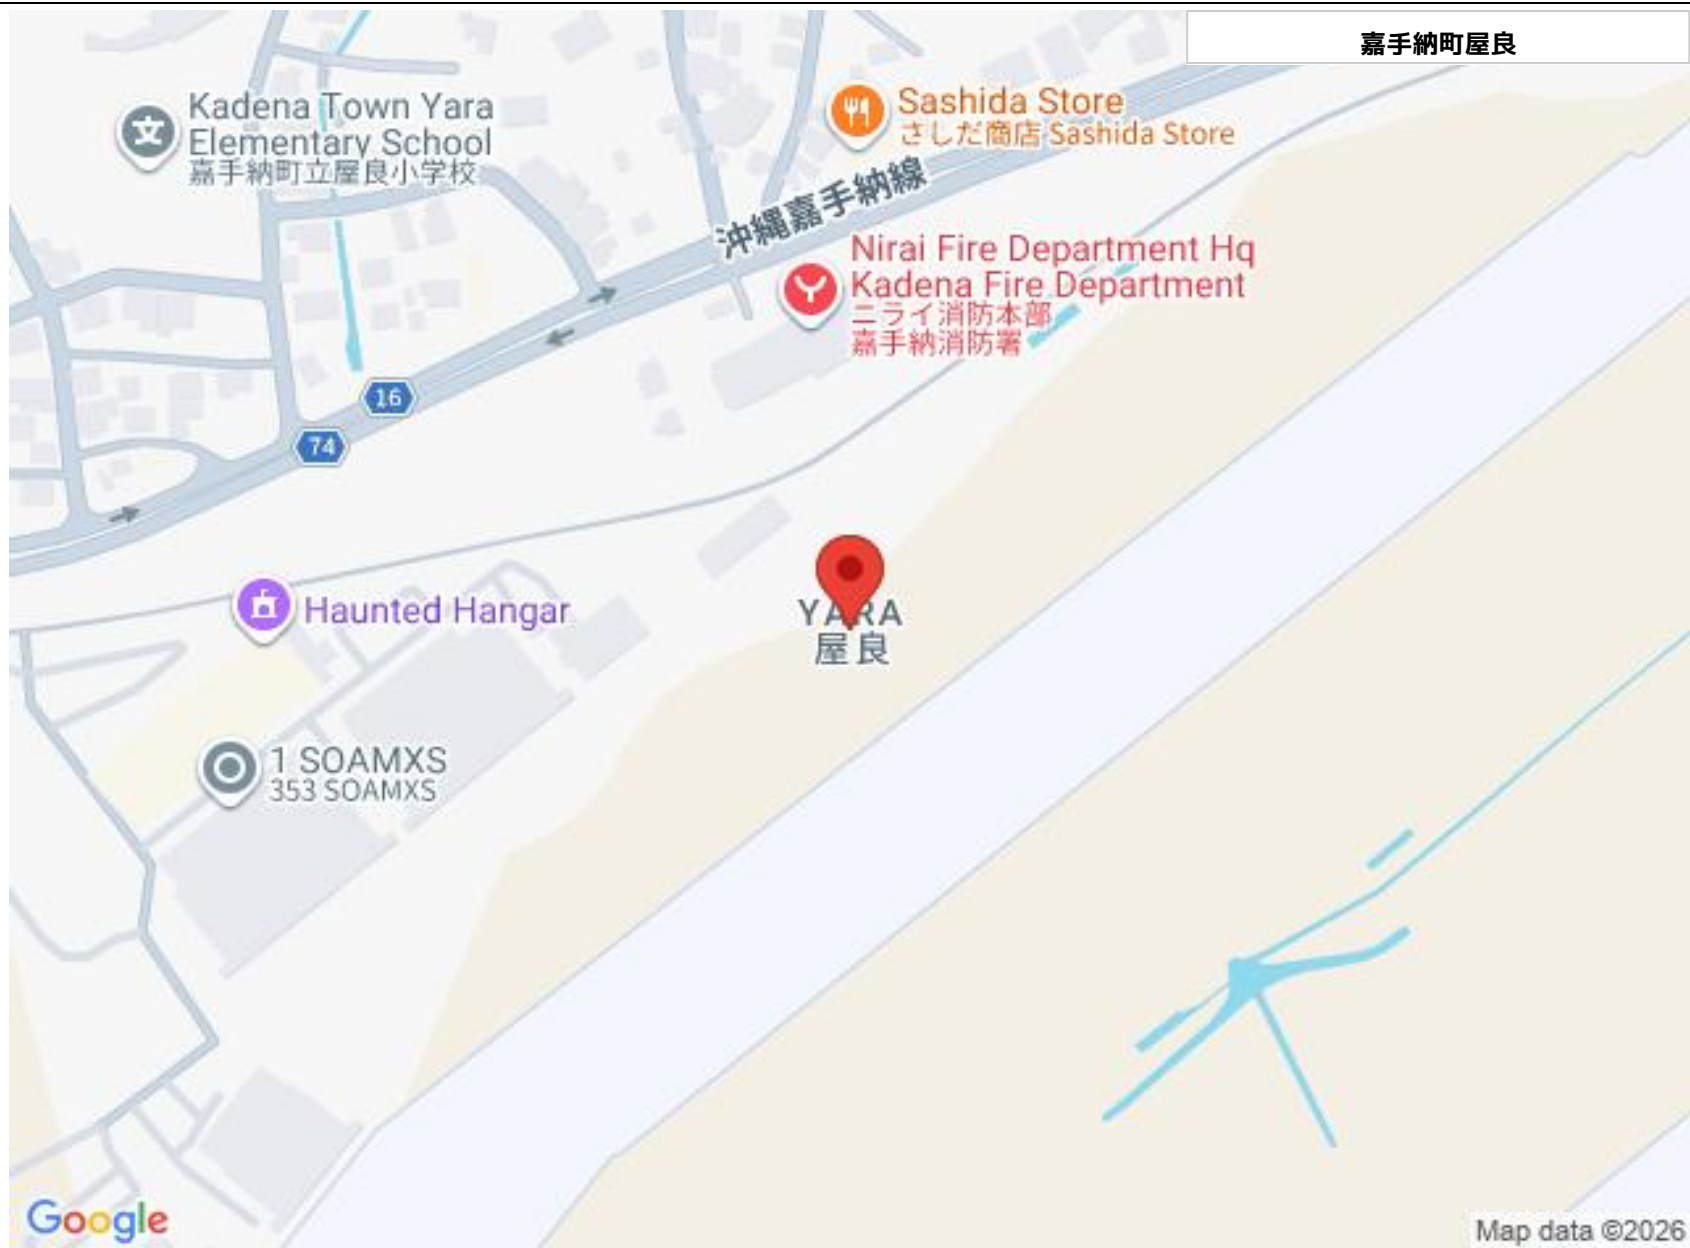 嘉手納町屋良
Kadena Town Yara
Elementary School
嘉手納町立屋良小学校
Sashida Store
さしだ商店 Sashida Store
沖縄嘉手納線
Nirai Fire Department Hq
Kadena Fire Department
ニライ消防本部
嘉手納消防署
16
74
Haunted Hangar
YARA
屋良
1 SOAMXS
353 SOAMXS
Google
Map data ©2026